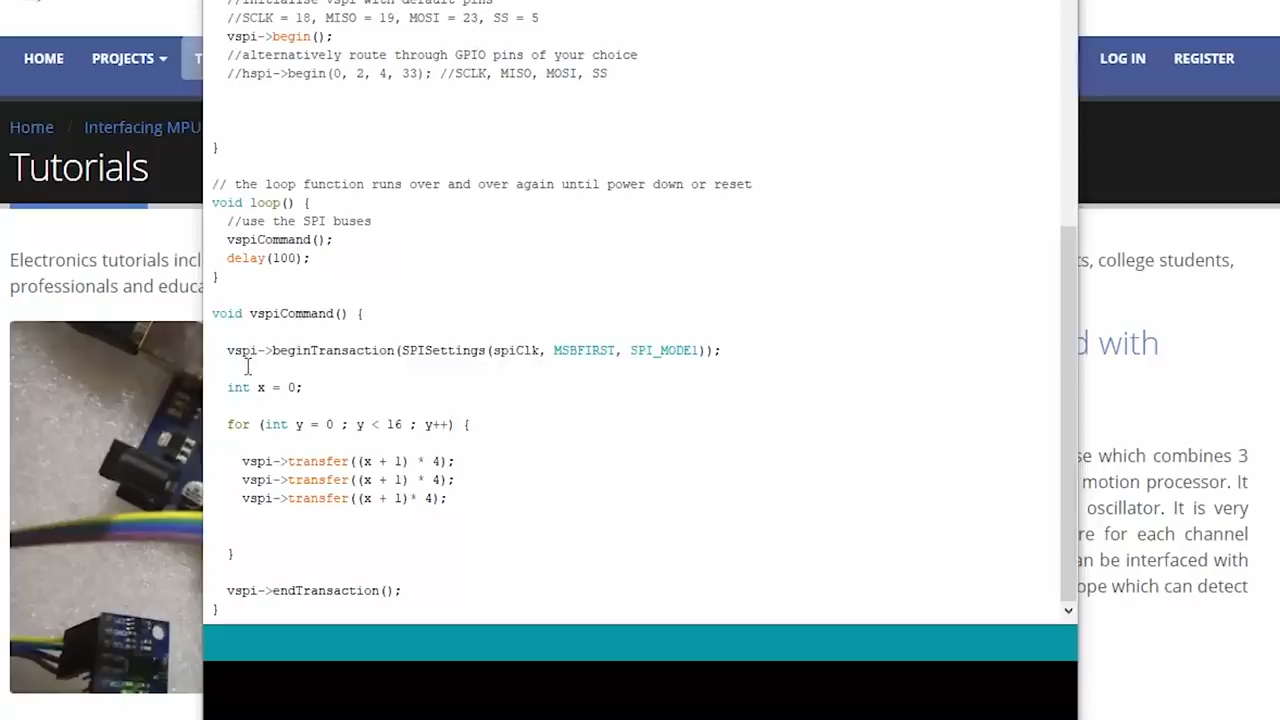 //initialise vspi with default pins
//SCLK = 18, MISO = 19, MOSI = 23, SS = 5
vspi->begin();
//alternatively route through GPIO pins of your choice
//hspi->begin(0, 2, 4, 33); //SCLK, MISO, MOSI, SS
}
// the loop function runs over and over again until power down or reset
void loop() {
//use the SPI buses
vspiCommand();
delay(100);
}
void vspiCommand() {
vspi->beginTransaction(SPISettings(spiClk, MSBFIRST, SPI_MODE1));
int x = 0;
for (int y = 0 ; y < 16 ; y++) {
vspi->transfer((x + 1) * 4);
vspi->transfer((x + 1) * 4);
vspi->transfer((x + 1)* 4);
}
vspi->endTransaction();
}
HOME PROJECTS T
LOG IN REGISTER
Home / Interfacing MPU
Tutorials
Electronics tutorials incl
professionals and educa
ts, college students,
d with
se which combines 3
motion processor. It
oscillator. It is very
re for each channel
an be interfaced with
ope which can detect